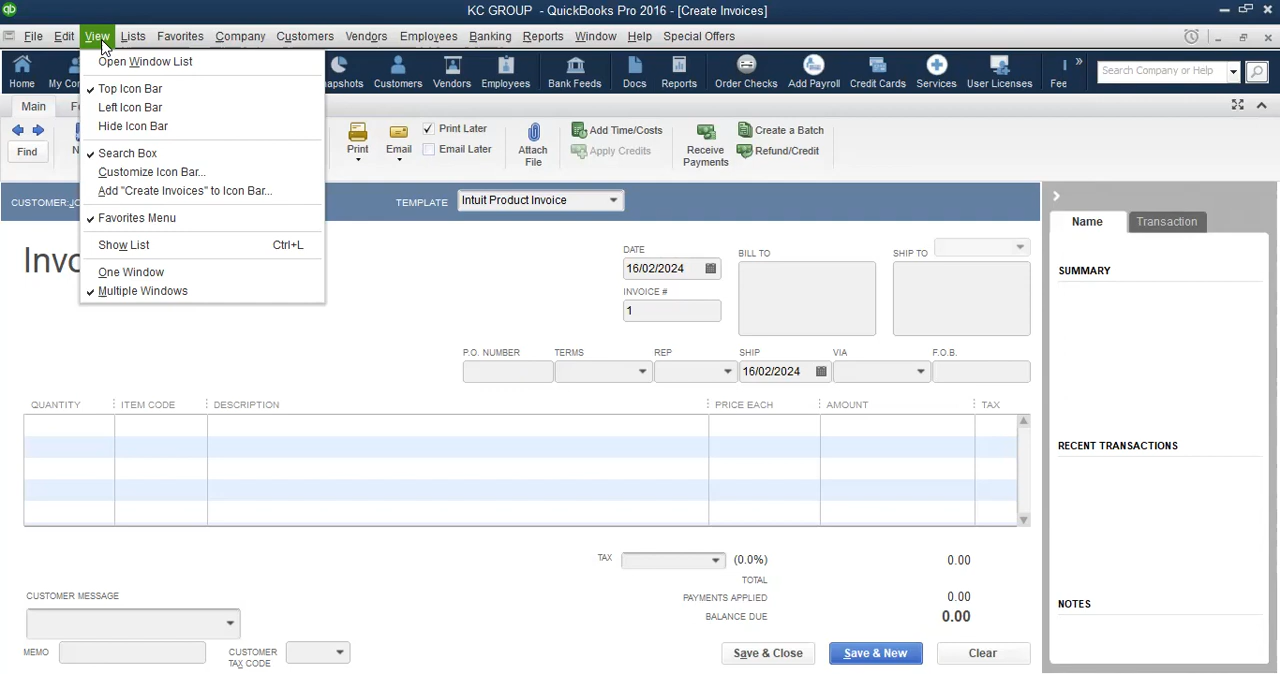 qb
KC GROUP - QuickBooks Pro 2016 - [Create Invoices]
File Edit View Lists Favorites Company Customers Vendors Employees Banking Reports Window Help Special Offers
Home My Co napshots Customers Vendors Employees Bank Feeds Docs Reports Order Checks Add Payroll Credit Cards Services User Licenses Fee » Search Company or Help
Open Window List
Top Icon Bar
Left Icon Bar
Hide Icon Bar
Search Box
Customize Icon Bar...
Add "Create Invoices" to Icon Bar...
Favorites Menu
Show List Ctrl+L
One Window
Multiple Windows
Main F
Find N
Print
Email
Print Later
Email Later
Attach
File
Add Time/Costs
Apply Credits
Receive
Payments
Create a Batch
Refund/Credit
CUSTOMER:JO
TEMPLATE Intuit Product Invoice
Name Transaction
SUMMARY
RECENT TRANSACTIONS
NOTES
Invo
DATE
16/02/2024
INVOICE #
1
BILL TO
SHIP TO
P.O. NUMBER TERMS REP SHIP VIA F.O.B.
16/02/2024
QUANTITY ITEM CODE DESCRIPTION PRICE EACH AMOUNT TAX
TAX (0.0%) 0.00
TOTAL
PAYMENTS APPLIED 0.00
BALANCE DUE 0.00
CUSTOMER MESSAGE
MEMO
CUSTOMER
TAX CODE
Save & Close Save & New Clear